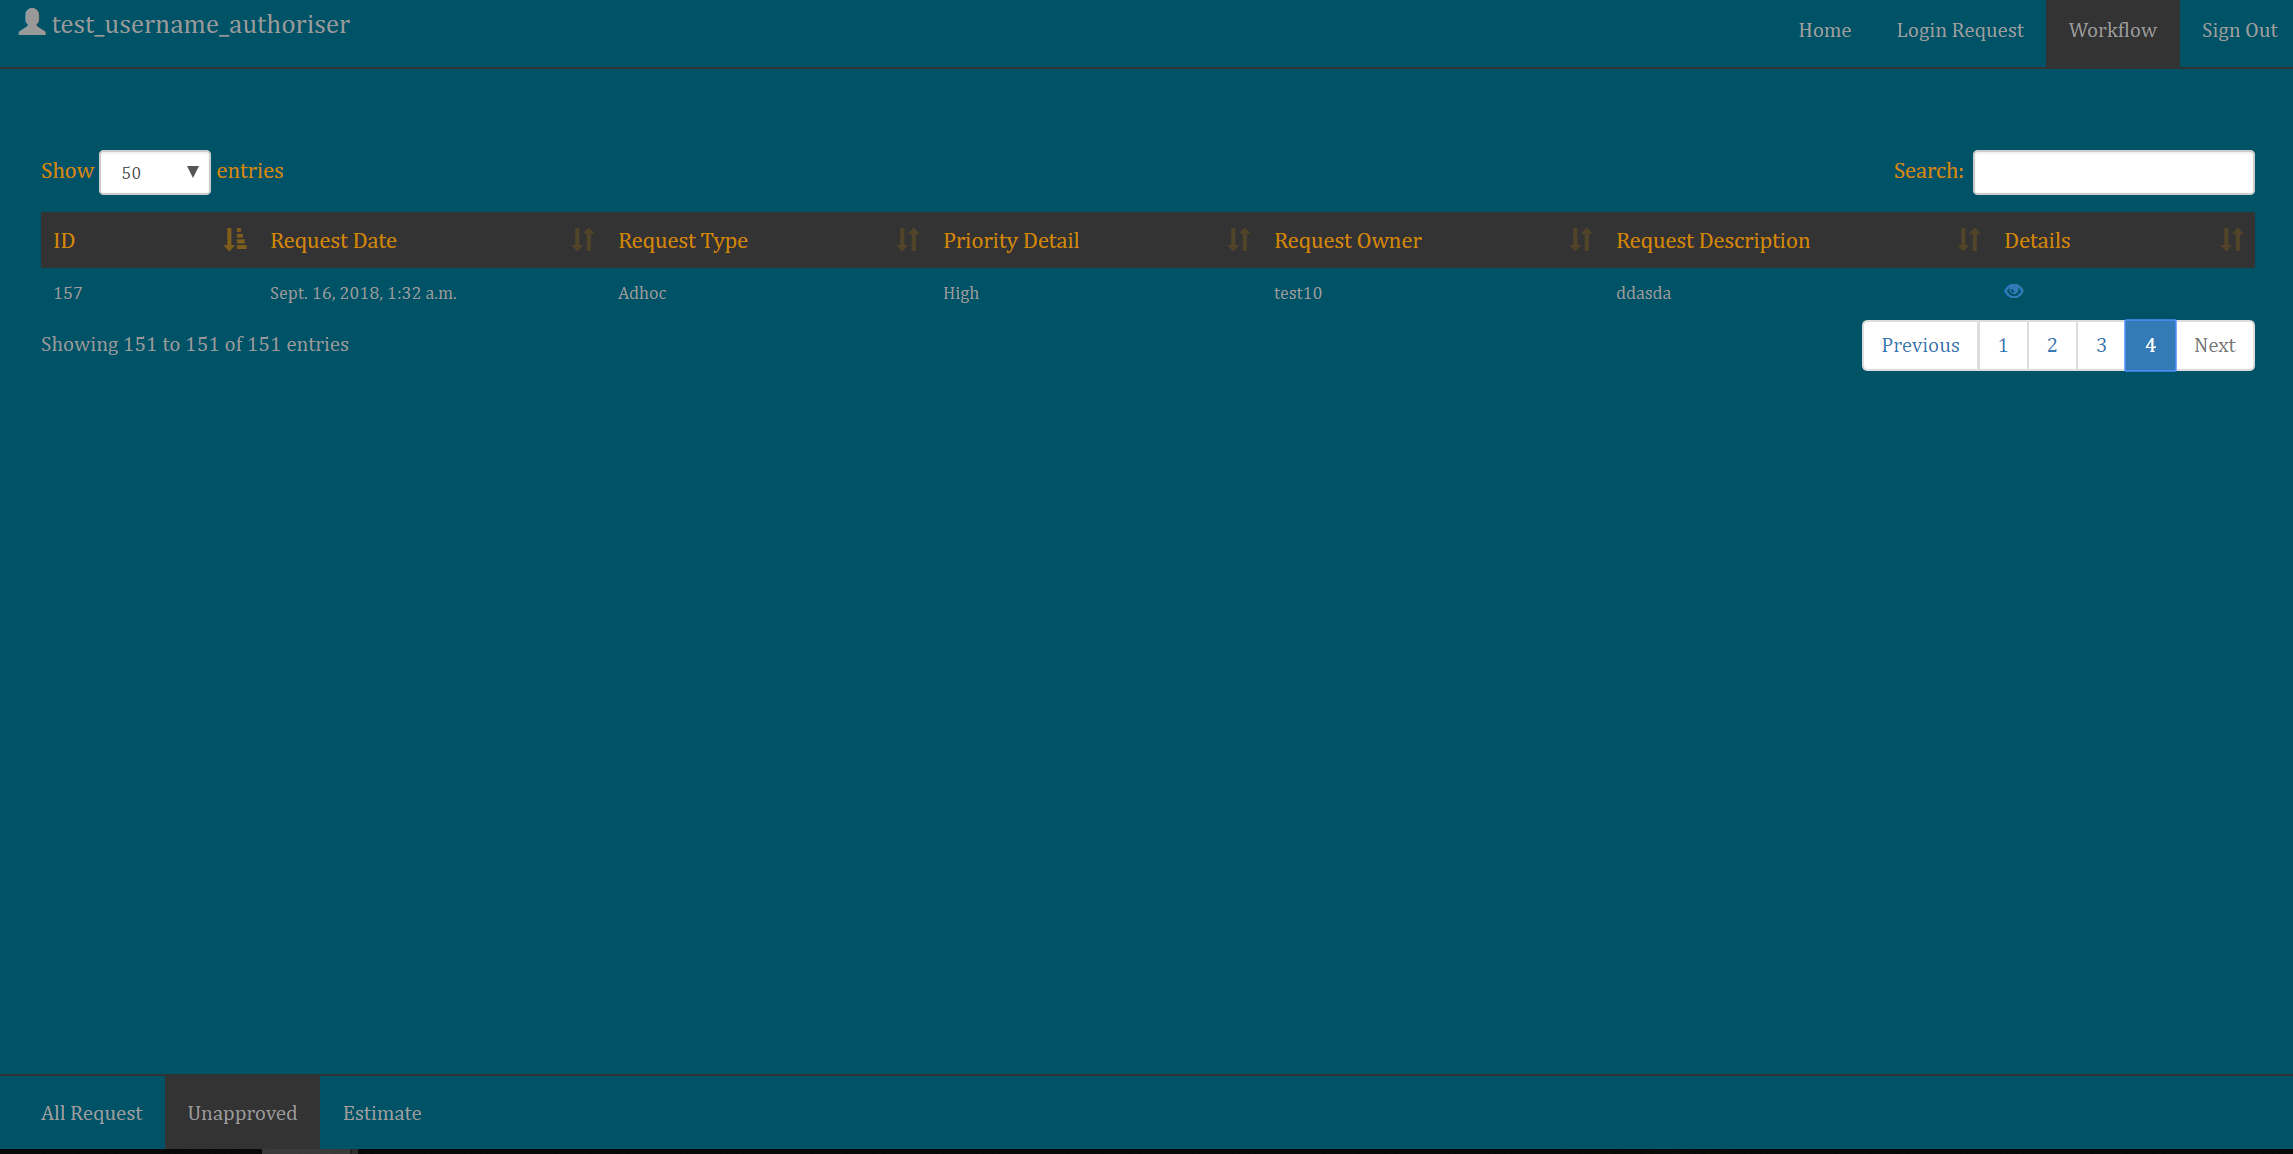 test_username_authoriser Home Login Request Workflow Sign Out
Show 50 entries Search:
ID Request Date Request Type Priority Detail Request Owner Request Description Details
157 Sept. 16, 2018, 1:32 a.m. Adhoc High test10 ddasda
Showing 151 to 151 of 151 entries Previous 1 2 3 4 Next
All Request Unapproved Estimate